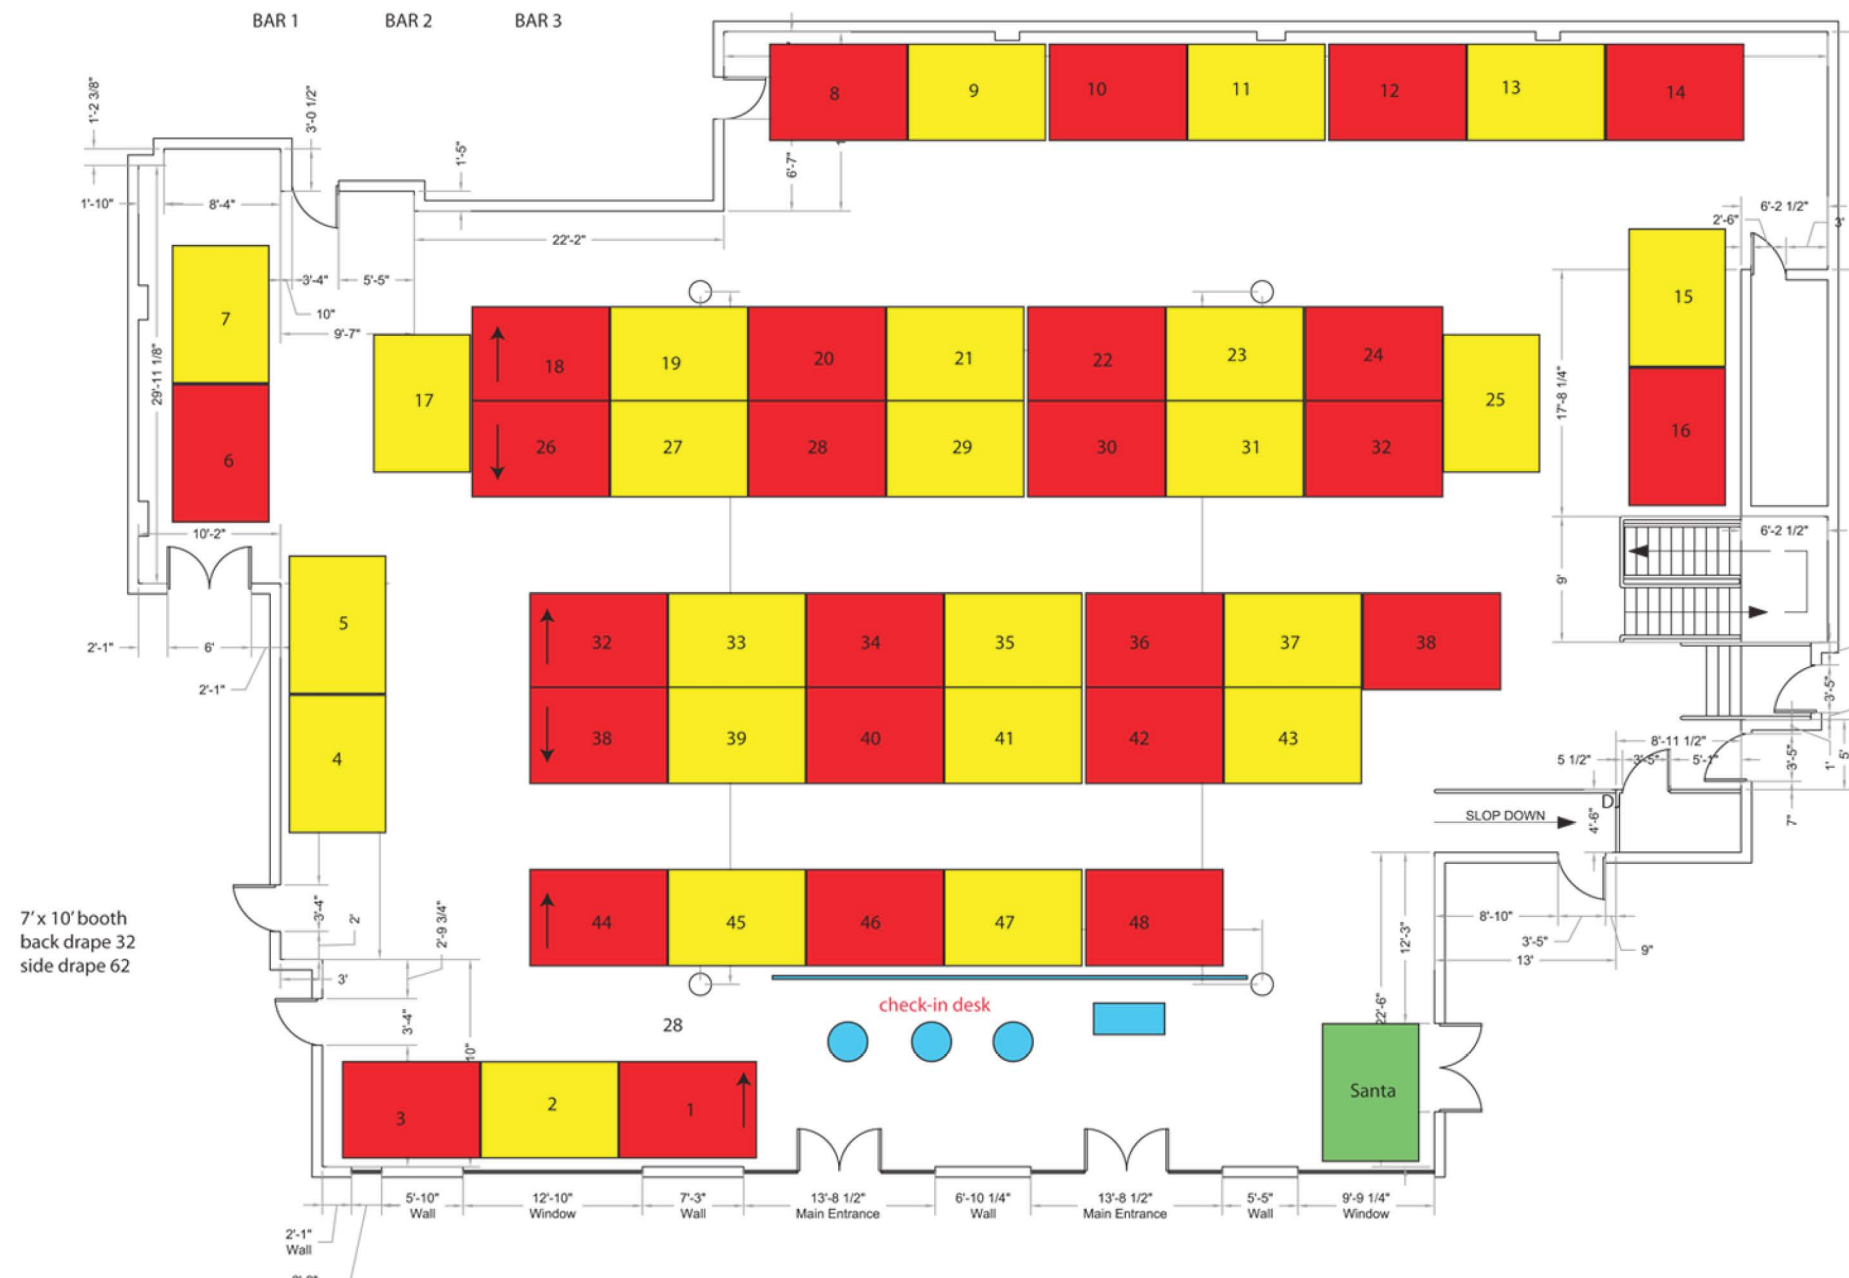 BAR 1 BAR 2 BAR 3
1'-2 3/8"
3'-0 1/2"
1'-5"
6'-7"
8 9 10 11 12 13 14
1'-10" 8'-4"
22'-2"
6'-2 1/2"
2'-6" 3'
3'-4" 5'-5"
10"
9'-7"
29'-11 1/8"
7
6
10'-2"
15
16
17'-8 1/4"
17 18 19 20 21 22 23 24 25
26 27 28 29 30 31 32
6'-2 1/2"
9'
2'-1" 6'
2'-1"
5
4
32 33 34 35 36 37 38
38 39 40 41 42 43
3'-5"
8'-11 1/2"
5 1/2" 3'-5" 5'-1"
3'-5" 1' 5'
7"
D
SLOP DOWN
4'-6"
7' x 10' booth
back drape 32
side drape 62
44 45 46 47 48
3'-4" 2' 2'-9 3/4"
3'
12'-3"
8'-10"
3'-5" 9"
13'
22'-6"
check-in desk
28
3'-4"
10"
3 2 1
Santa
5'-10" 12'-10" 7'-3" 13'-8 1/2" 6'-10 1/4" 13'-8 1/2" 5'-5" 9'-9 1/4"
Wall Window Wall Main Entrance Wall Main Entrance Wall Window
2'-1"
Wall